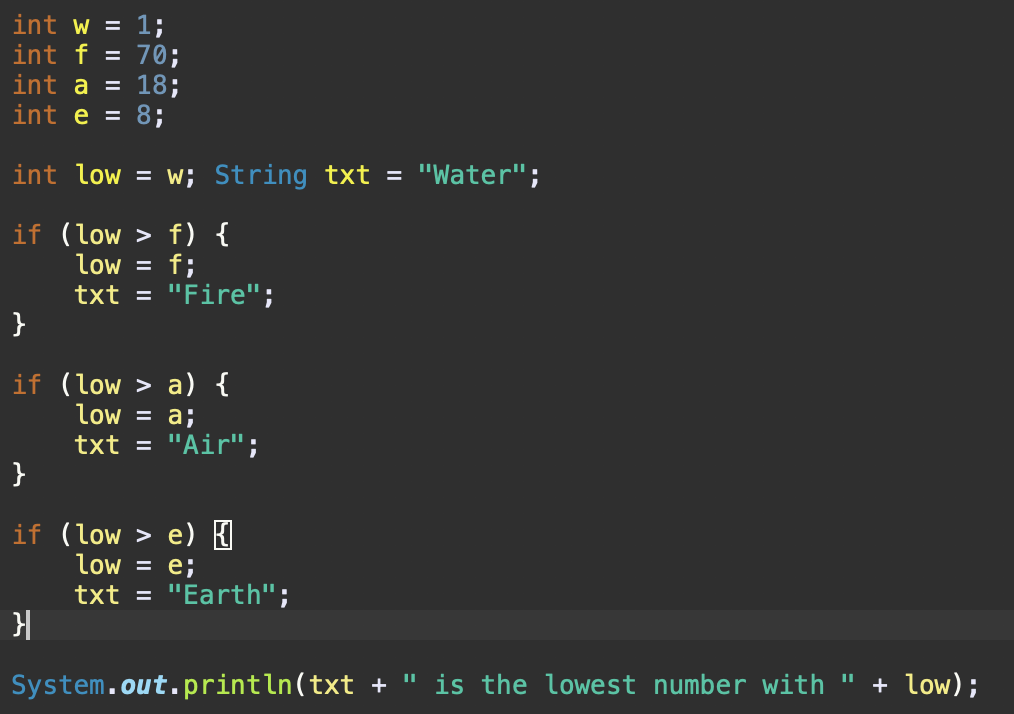 int w = 1;
int f = 70;
int a = 18;
int e = 8;

int low = w; String txt = "Water";

if (low > f) {
    low = f;
    txt = "Fire";
}

if (low > a) {
    low = a;
    txt = "Air";
}

if (low > e) {
    low = e;
    txt = "Earth";
}

System.out.println(txt + " is the lowest number with " + low);